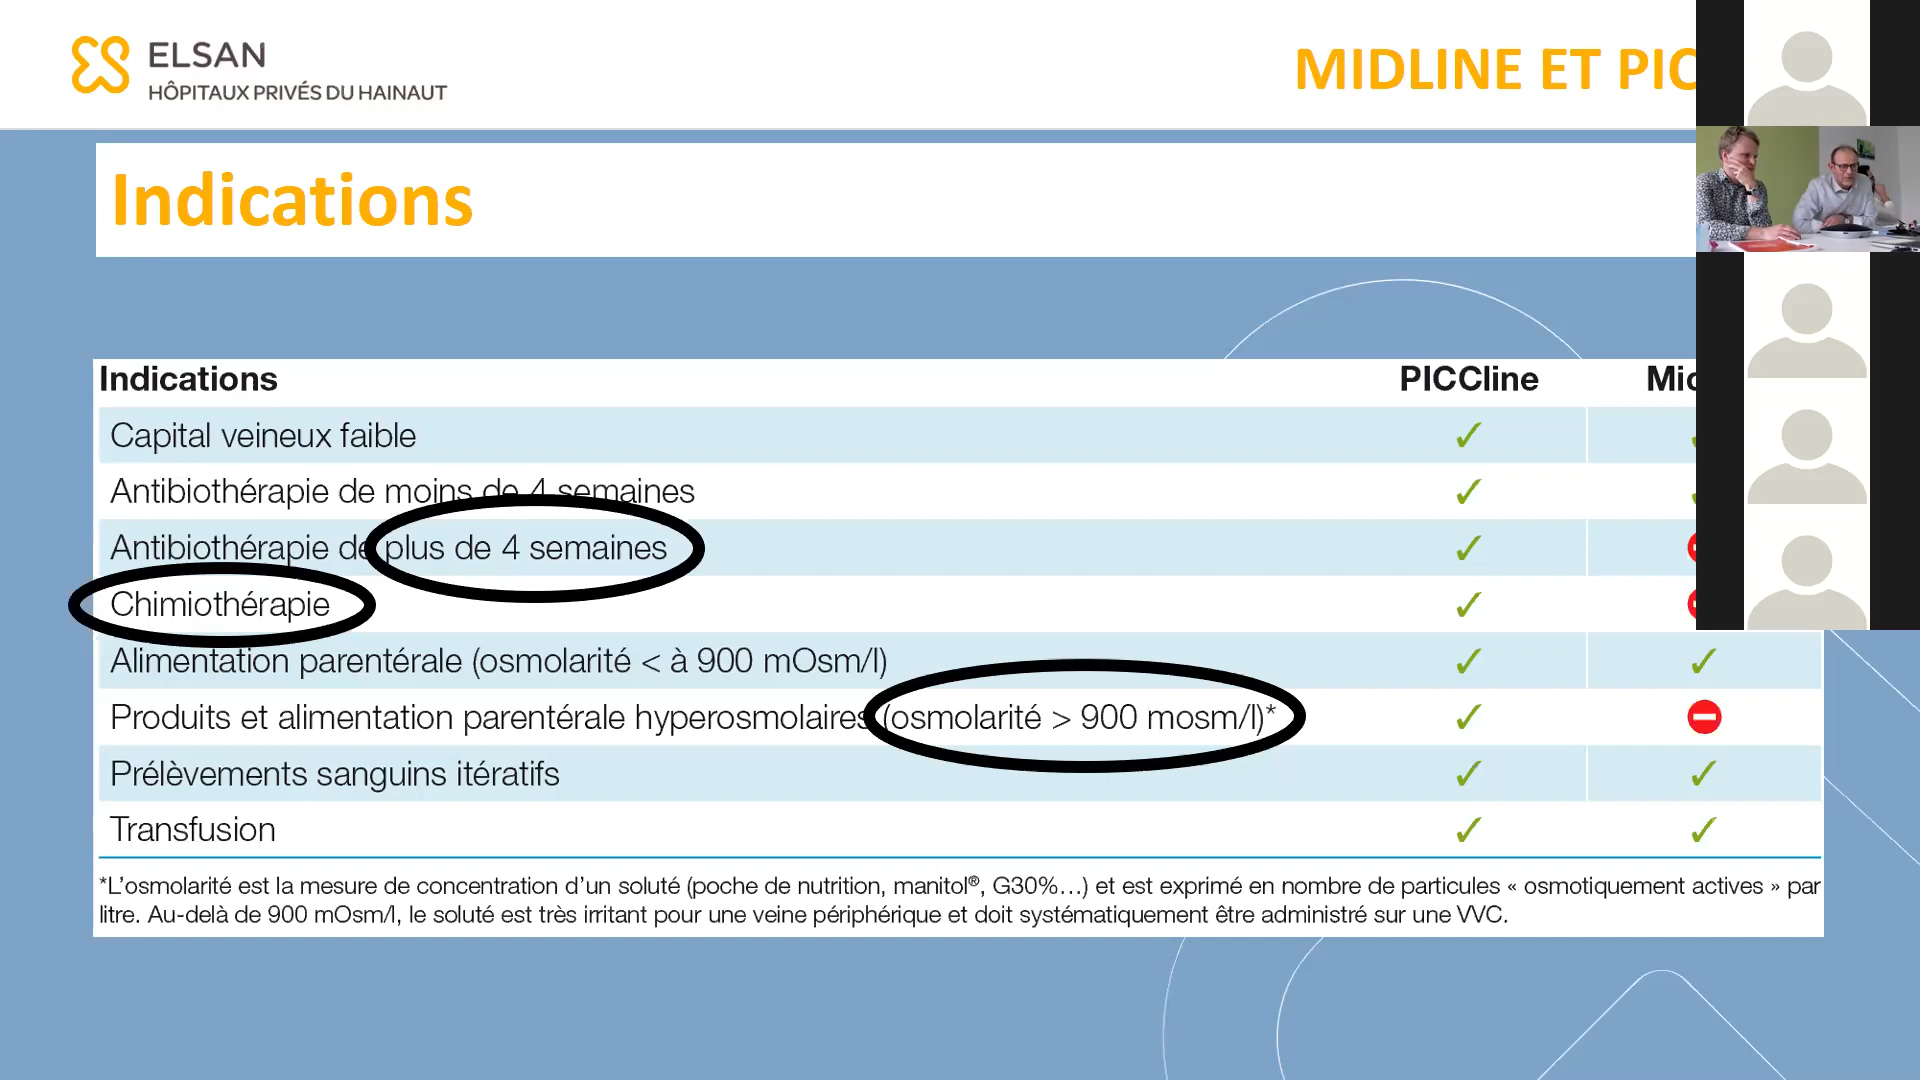 ELSAN
HÔPITAUX PRIVÉS DU HAINAUT
MIDLINE ET PIC
Indications
Indications PICCline Mid
Capital veineux faible ✓
Antibiothérapie de moins de 4 semaines ✓
Antibiothérapie de plus de 4 semaines ✓
Chimiothérapie ✓
Alimentation parentérale (osmolarité < à 900 mOsm/l) ✓ ✓
Produits et alimentation parentérale hyperosmolaires (osmolarité > 900 mosm/l)* ✓
Prélèvements sanguins itératifs ✓ ✓
Transfusion ✓ ✓
*L’osmolarité est la mesure de concentration d’un soluté (poche de nutrition, manitol®, G30%…) et est exprimé en nombre de particules « osmotiquement actives » par
litre. Au-delà de 900 mOsm/l, le soluté est très irritant pour une veine périphérique et doit systématiquement être administré sur une VVC.